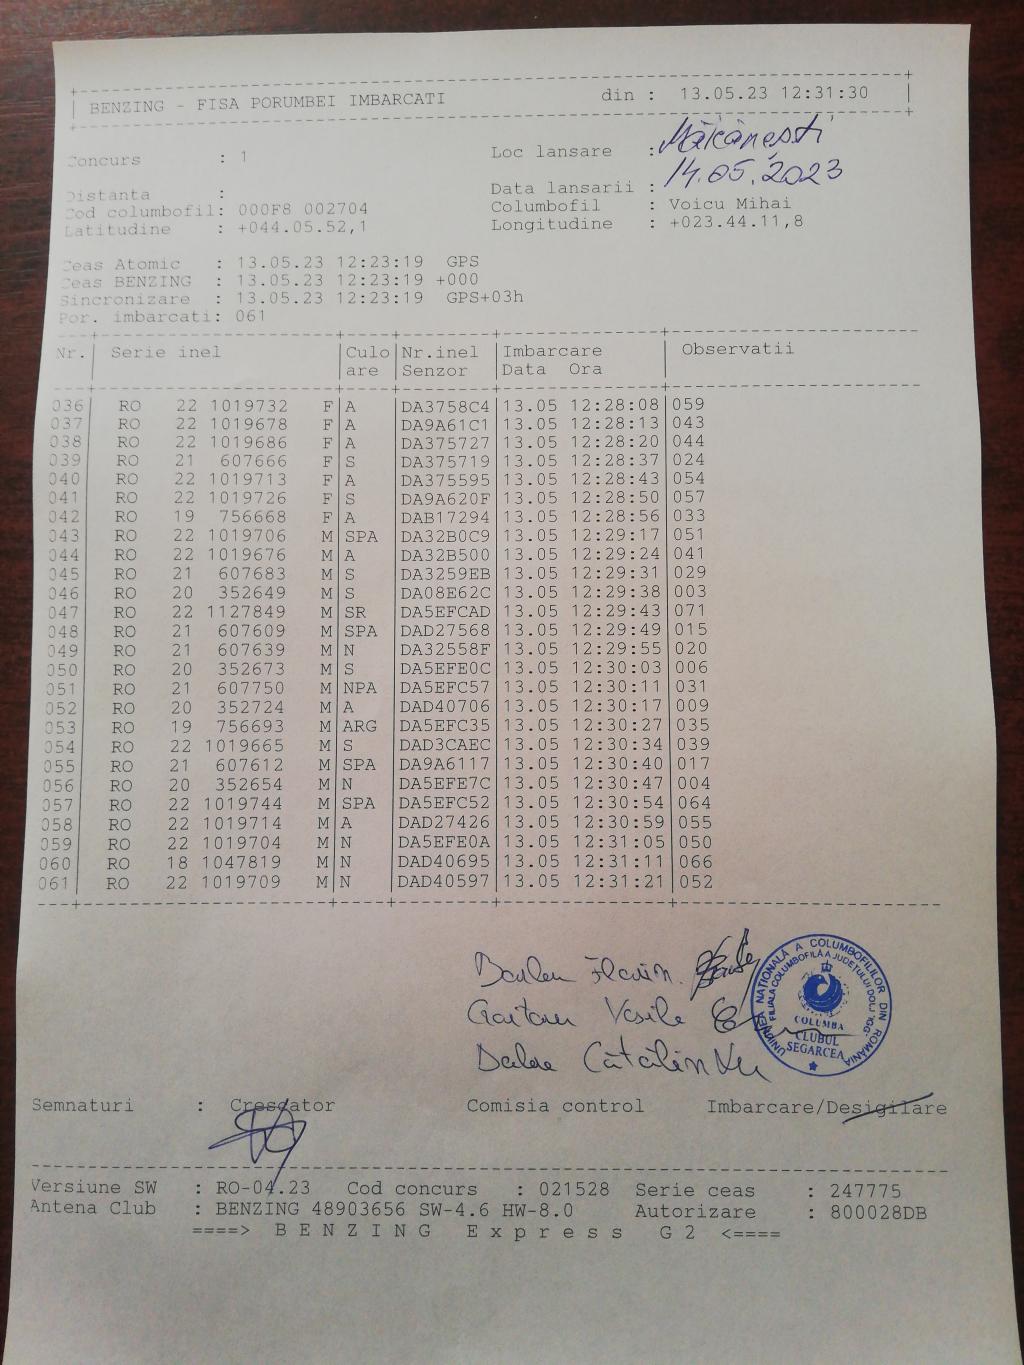 BENZING - FISA PORUMBEI IMBARCATI din : 13.05.23 12:31:30
Concurs : 1 Loc lansare :
Distanta : Data lansarii : 14.05.2023
Cod columbofil: 000F8 002704 Columbofil : Voicu Mihai
Latitudine : +044.05.52,1 Longitudine : +023.44.11,8
Ceas Atomic : 13.05.23 12:23:19 GPS
Ceas BENZING : 13.05.23 12:23:19 +000
Sincronizare : 13.05.23 12:23:19 GPS+03h
Por. imbarcati: 061
Nr. Serie inel Culo Nr.inel Imbarcare Observatii
are Senzor Data Ora
036 RO 22 1019732 F A DA3758C4 13.05 12:28:08 059
037 RO 22 1019678 F A DA9A61C1 13.05 12:28:13 043
038 RO 22 1019686 F A DA375727 13.05 12:28:20 044
039 RO 21 607666 F S DA375719 13.05 12:28:37 024
040 RO 22 1019713 F A DA375595 13.05 12:28:43 054
041 RO 22 1019726 F S DA9A620F 13.05 12:28:50 057
042 RO 19 756668 F A DAB17294 13.05 12:28:56 033
043 RO 22 1019706 M SPA DA32B0C9 13.05 12:29:17 051
044 RO 22 1019676 M A DA32B500 13.05 12:29:24 041
045 RO 21 607683 M S DA3259EB 13.05 12:29:31 029
046 RO 20 352649 M S DA08E62C 13.05 12:29:38 003
047 RO 22 1127849 M SR DA5EFCAD 13.05 12:29:43 071
048 RO 21 607609 M SPA DAD27568 13.05 12:29:49 015
049 RO 21 607639 M N DA32558F 13.05 12:29:55 020
050 RO 20 352673 M S DA5EFE0C 13.05 12:30:03 006
051 RO 21 607750 M NPA DA5EFC57 13.05 12:30:11 031
052 RO 20 352724 M A DAD40706 13.05 12:30:17 009
053 RO 19 756693 M ARG DA5EFC35 13.05 12:30:27 035
054 RO 22 1019665 M S DAD3CAEC 13.05 12:30:34 039
055 RO 21 607612 M SPA DA9A6117 13.05 12:30:40 017
056 RO 20 352654 M N DA5EFE7C 13.05 12:30:47 004
057 RO 22 1019744 M SPA DA5EFC52 13.05 12:30:54 064
058 RO 22 1019714 M A DAD27426 13.05 12:30:59 055
059 RO 22 1019704 M N DA5EFE0A 13.05 12:31:05 050
060 RO 18 1047819 M N DAD40695 13.05 12:31:11 066
061 RO 22 1019709 M N DAD40597 13.05 12:31:21 052
Florin
Vasile
Cătălin
UNIUNEA NAȚIONALĂ A COLUMBOFILILOR DIN ROMÂNIA
FILIALA COLUMBOFILĂ A JUDEȚULUI DOLJ
COLUMBA
CLUBUL
SEGARCEA
Semnaturi : Crescator Comisia control Imbarcare/Desigilare
Versiune SW : RO-04.23 Cod concurs : 021528 Serie ceas : 247775
Antena Club : BENZING 48903656 SW-4.6 HW-8.0 Autorizare : 800028DB
====> B E N Z I N G E x p r e s s G 2 <====